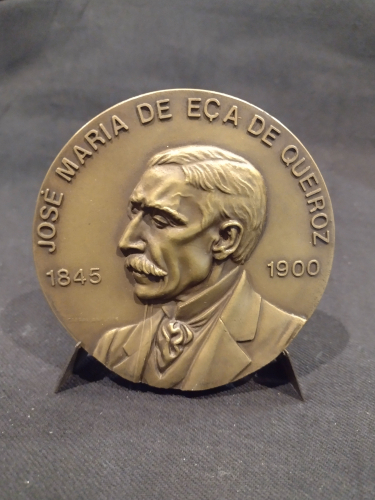 JOSÉ MARIA DE EÇA DE QUEIROZ
1845 1900